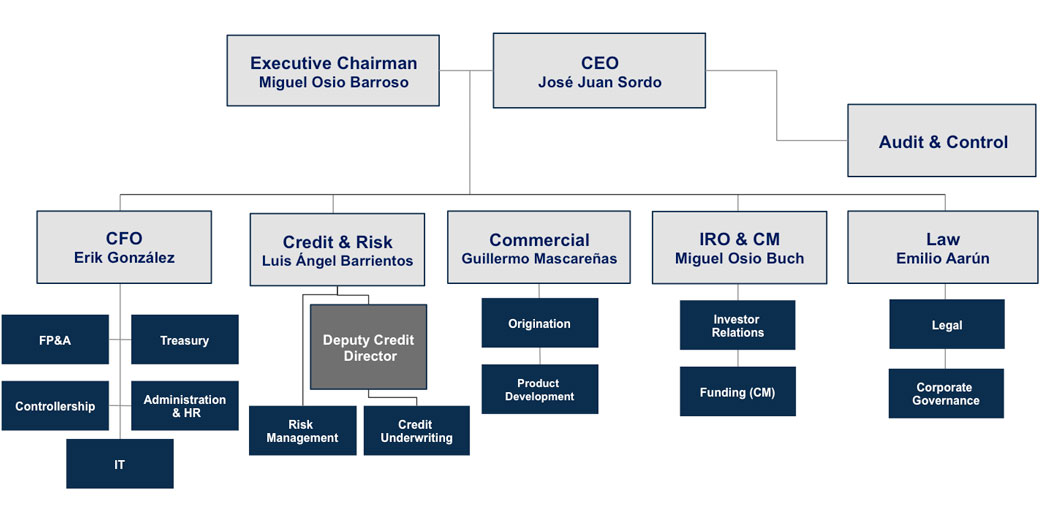 Executive Chairman
Miguel Osio Barroso
CEO
José Juan Sordo
Audit & Control
CFO
Erik González
Credit & Risk
Luis Ángel Barrientos
Commercial
Guillermo Mascareñas
IRO & CM
Miguel Osio Buch
Law
Emilio Aarún
FP&A
Treasury
Controllership
Administration
& HR
IT
Deputy Credit
Director
Risk
Management
Credit
Underwriting
Origination
Product
Development
Investor
Relations
Funding (CM)
Legal
Corporate
Governance